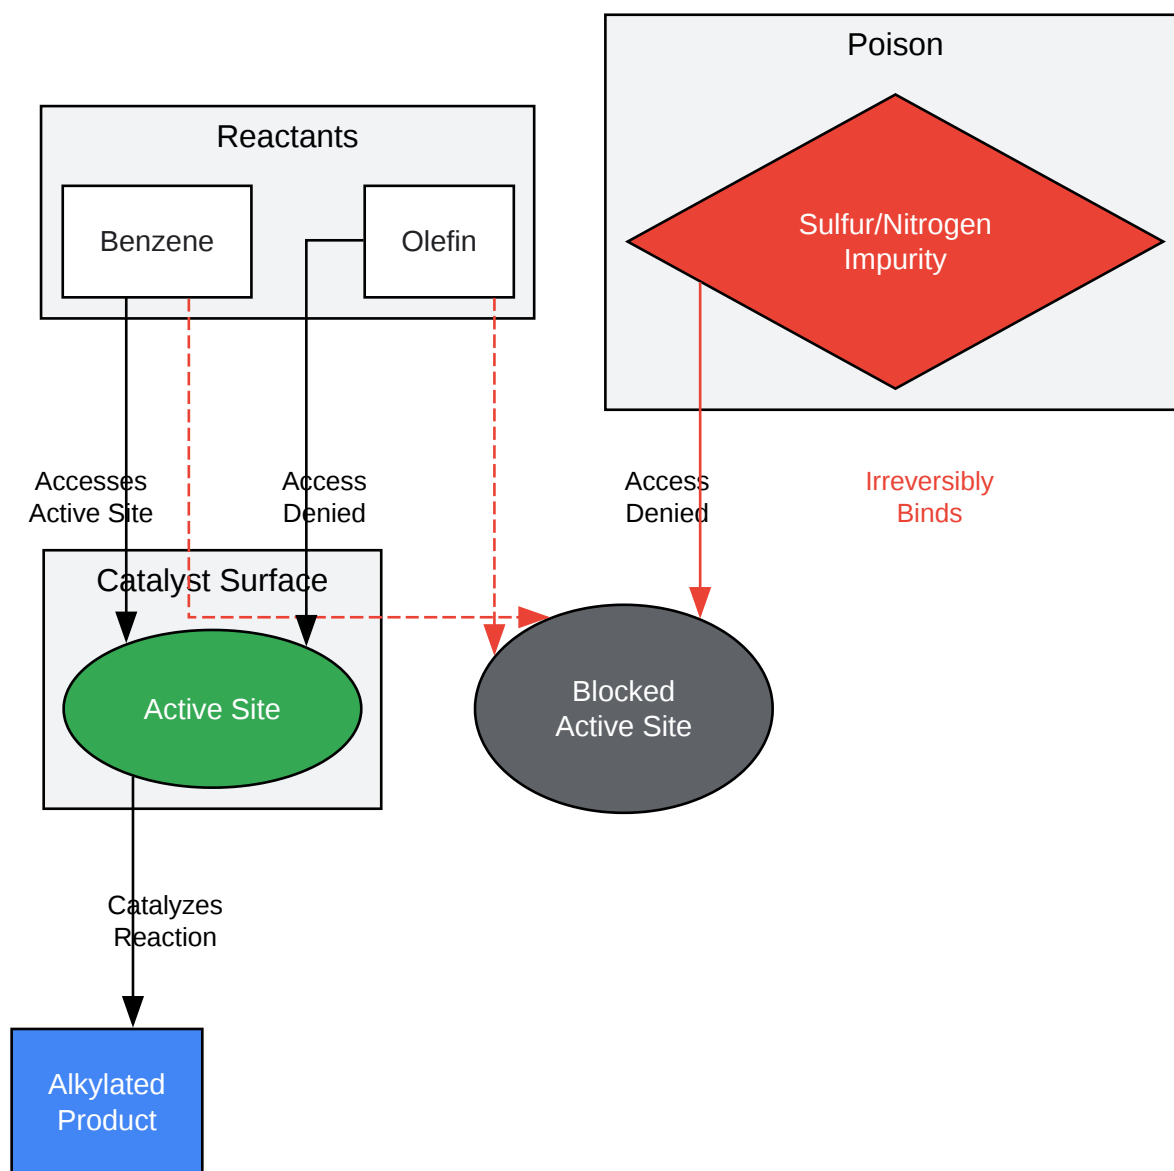 Poison
Reactants
Benzene
Olefin
Sulfur/Nitrogen
Impurity
Accesses
Active Site
Access
Denied
Access
Denied
Irreversibly
Binds
Catalyst Surface
Active Site
Blocked
Active Site
Catalyzes
Reaction
Alkylated
Product